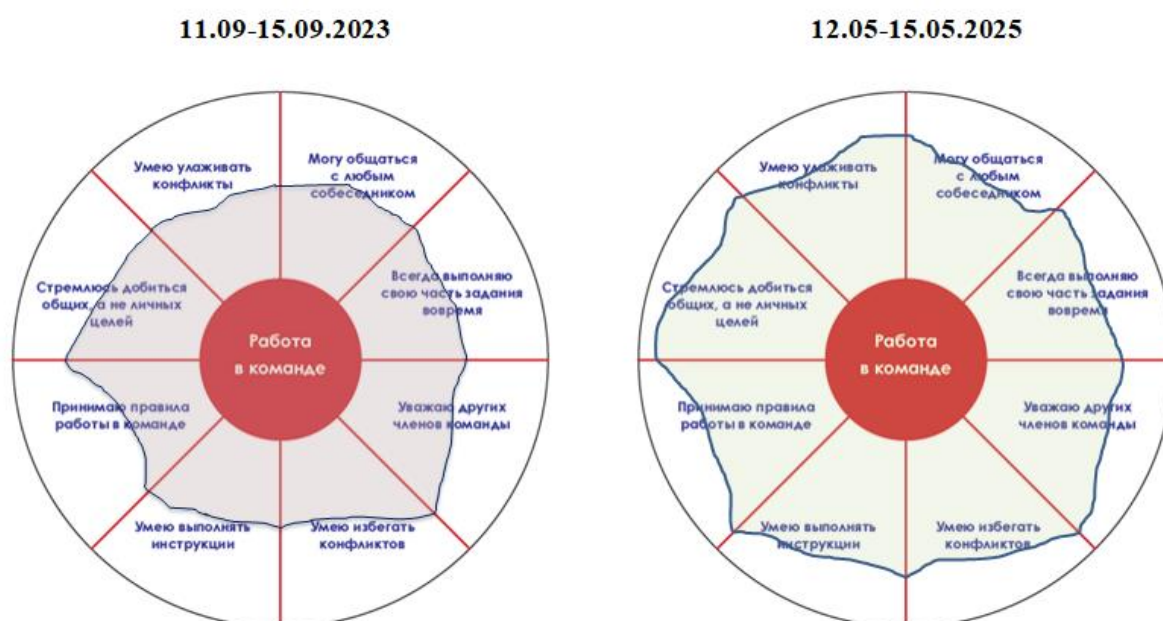 11.09-15.09.2023
Умею улаживать
конфликты
Могу общаться
с любым
собеседником
Стремлюсь добиться
общих, а не личных
целей
Всегда выполняю
свою часть задания
вовремя
Работа
в команде
Принимаю правила
работы в команде
Уважаю других
членов команды
Умею выполнять
инструкции
Умею избегать
конфликтов
12.05-15.05.2025
Умею улаживать
конфликты
Могу общаться
с любым
собеседником
Стремлюсь добиться
общих, а не личных
целей
Всегда выполняю
свою часть задания
вовремя
Работа
в команде
Принимаю правила
работы в команде
Уважаю других
членов команды
Умею выполнять
инструкции
Умею избегать
конфликтов